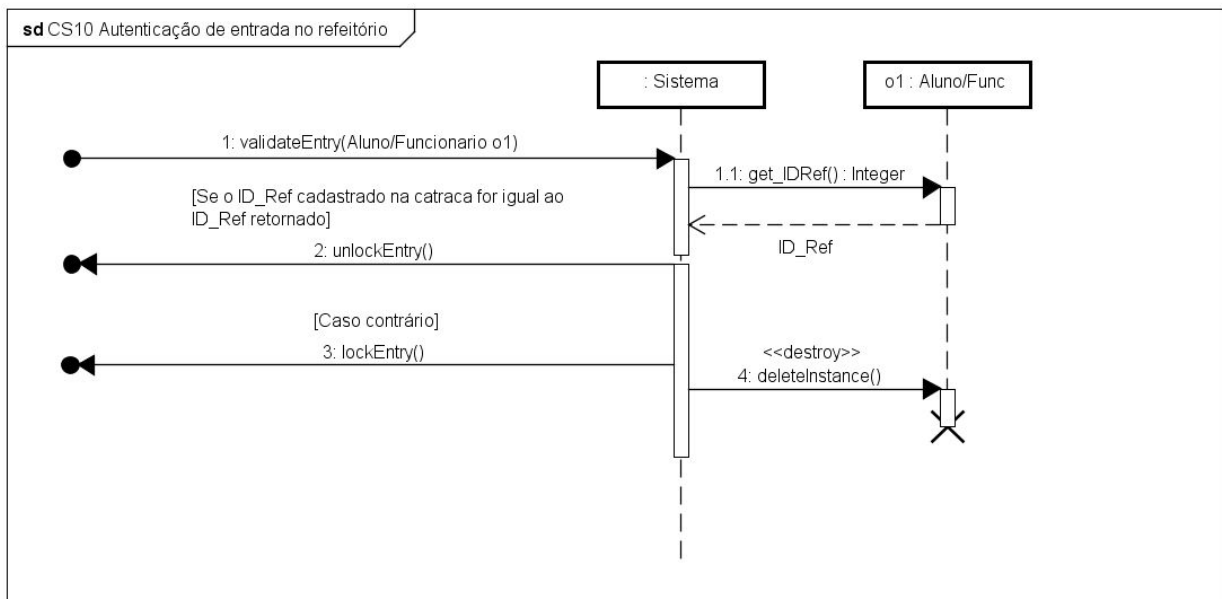 sd CS10 Autenticação de entrada no refeitório
: Sistema
o1 : Aluno/Func
1: validateEntry(Aluno/Funcionario o1)
1.1: get_IDRef() : Integer
[Se o ID_Ref cadastrado na catraca for igual ao
ID_Ref retornado]
ID_Ref
2: unlockEntry()
[Caso contrário]
3: lockEntry()
<<destroy>>
4: deleteInstance()